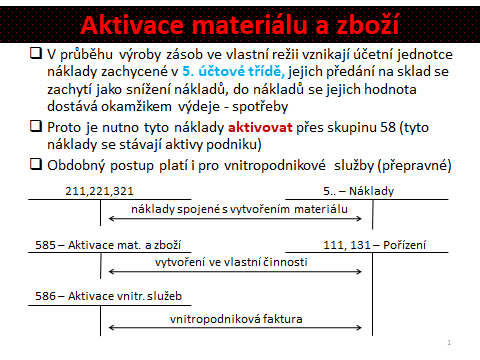 Aktivace materiálu a zboží
V průběhu výroby zásob ve vlastní režii vznikají účetní jednotce
náklady zachycené v 5. účtové třídě, jejich předání na sklad se
zachytí jako snížení nákladů, do nákladů se jejich hodnota
dostává okamžikem výdeje - spotřeby
Proto je nutno tyto náklady aktivovat přes skupinu 58 (tyto
náklady se stávají aktivy podniku)
Obdobný postup platí i pro vnitropodnikové služby (přepravné)
211,221,321
5.. – Náklady
náklady spojené s vytvořením materiálu
585 – Aktivace mat. a zboží
111, 131 – Pořízení
vytvoření ve vlastní činnosti
586 – Aktivace vnitr. služeb
vnitropodniková faktura
1